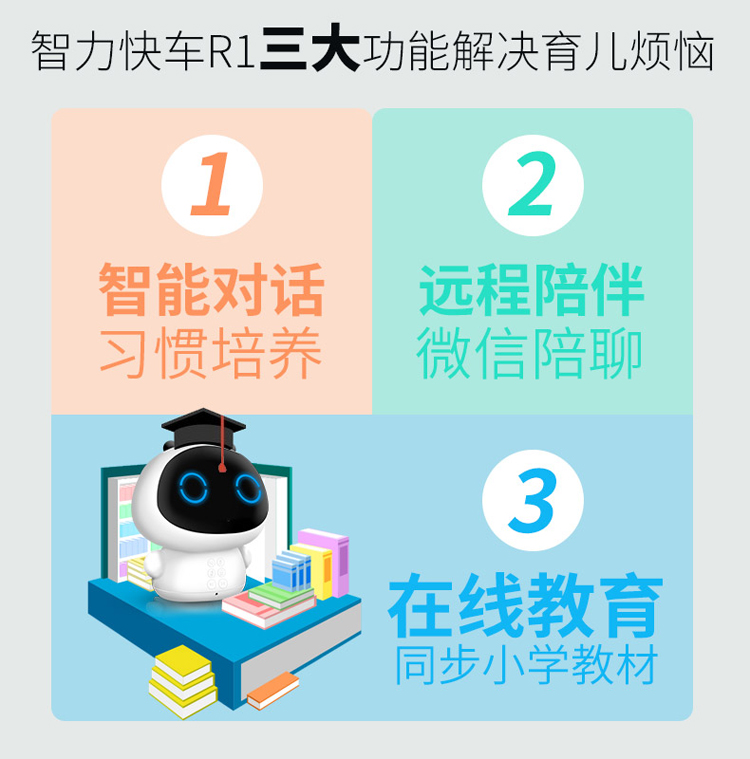 智力快车R1三大功能解决育儿烦恼
1
智能对话
习惯培养
2
远程陪伴
微信陪聊
3
在线教育
同步小学教材